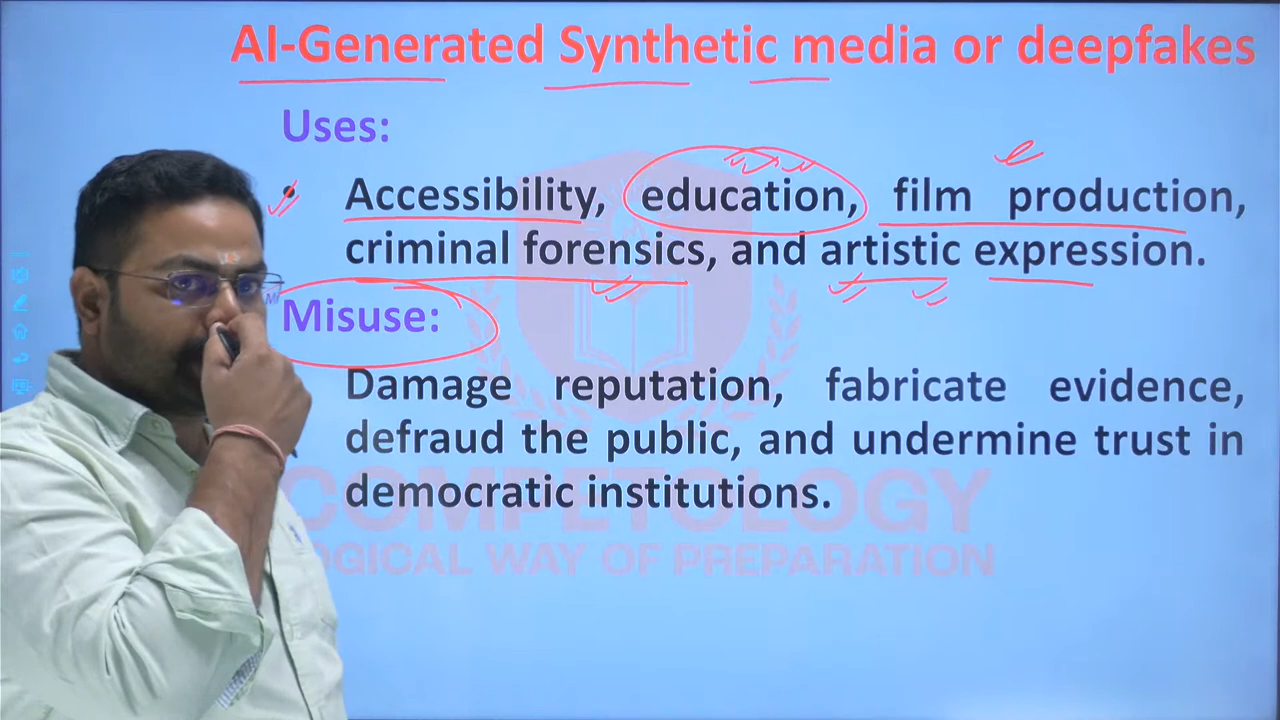 AI-Generated Synthetic media or deepfakes
Uses:
Accessibility, education, film production,
criminal forensics, and artistic expression.
Misuse:
Damage reputation, fabricate evidence,
defraud the public, and undermine trust in
democratic institutions.
COMPETOLOGY
OGICAL WAY OF PREPARATION